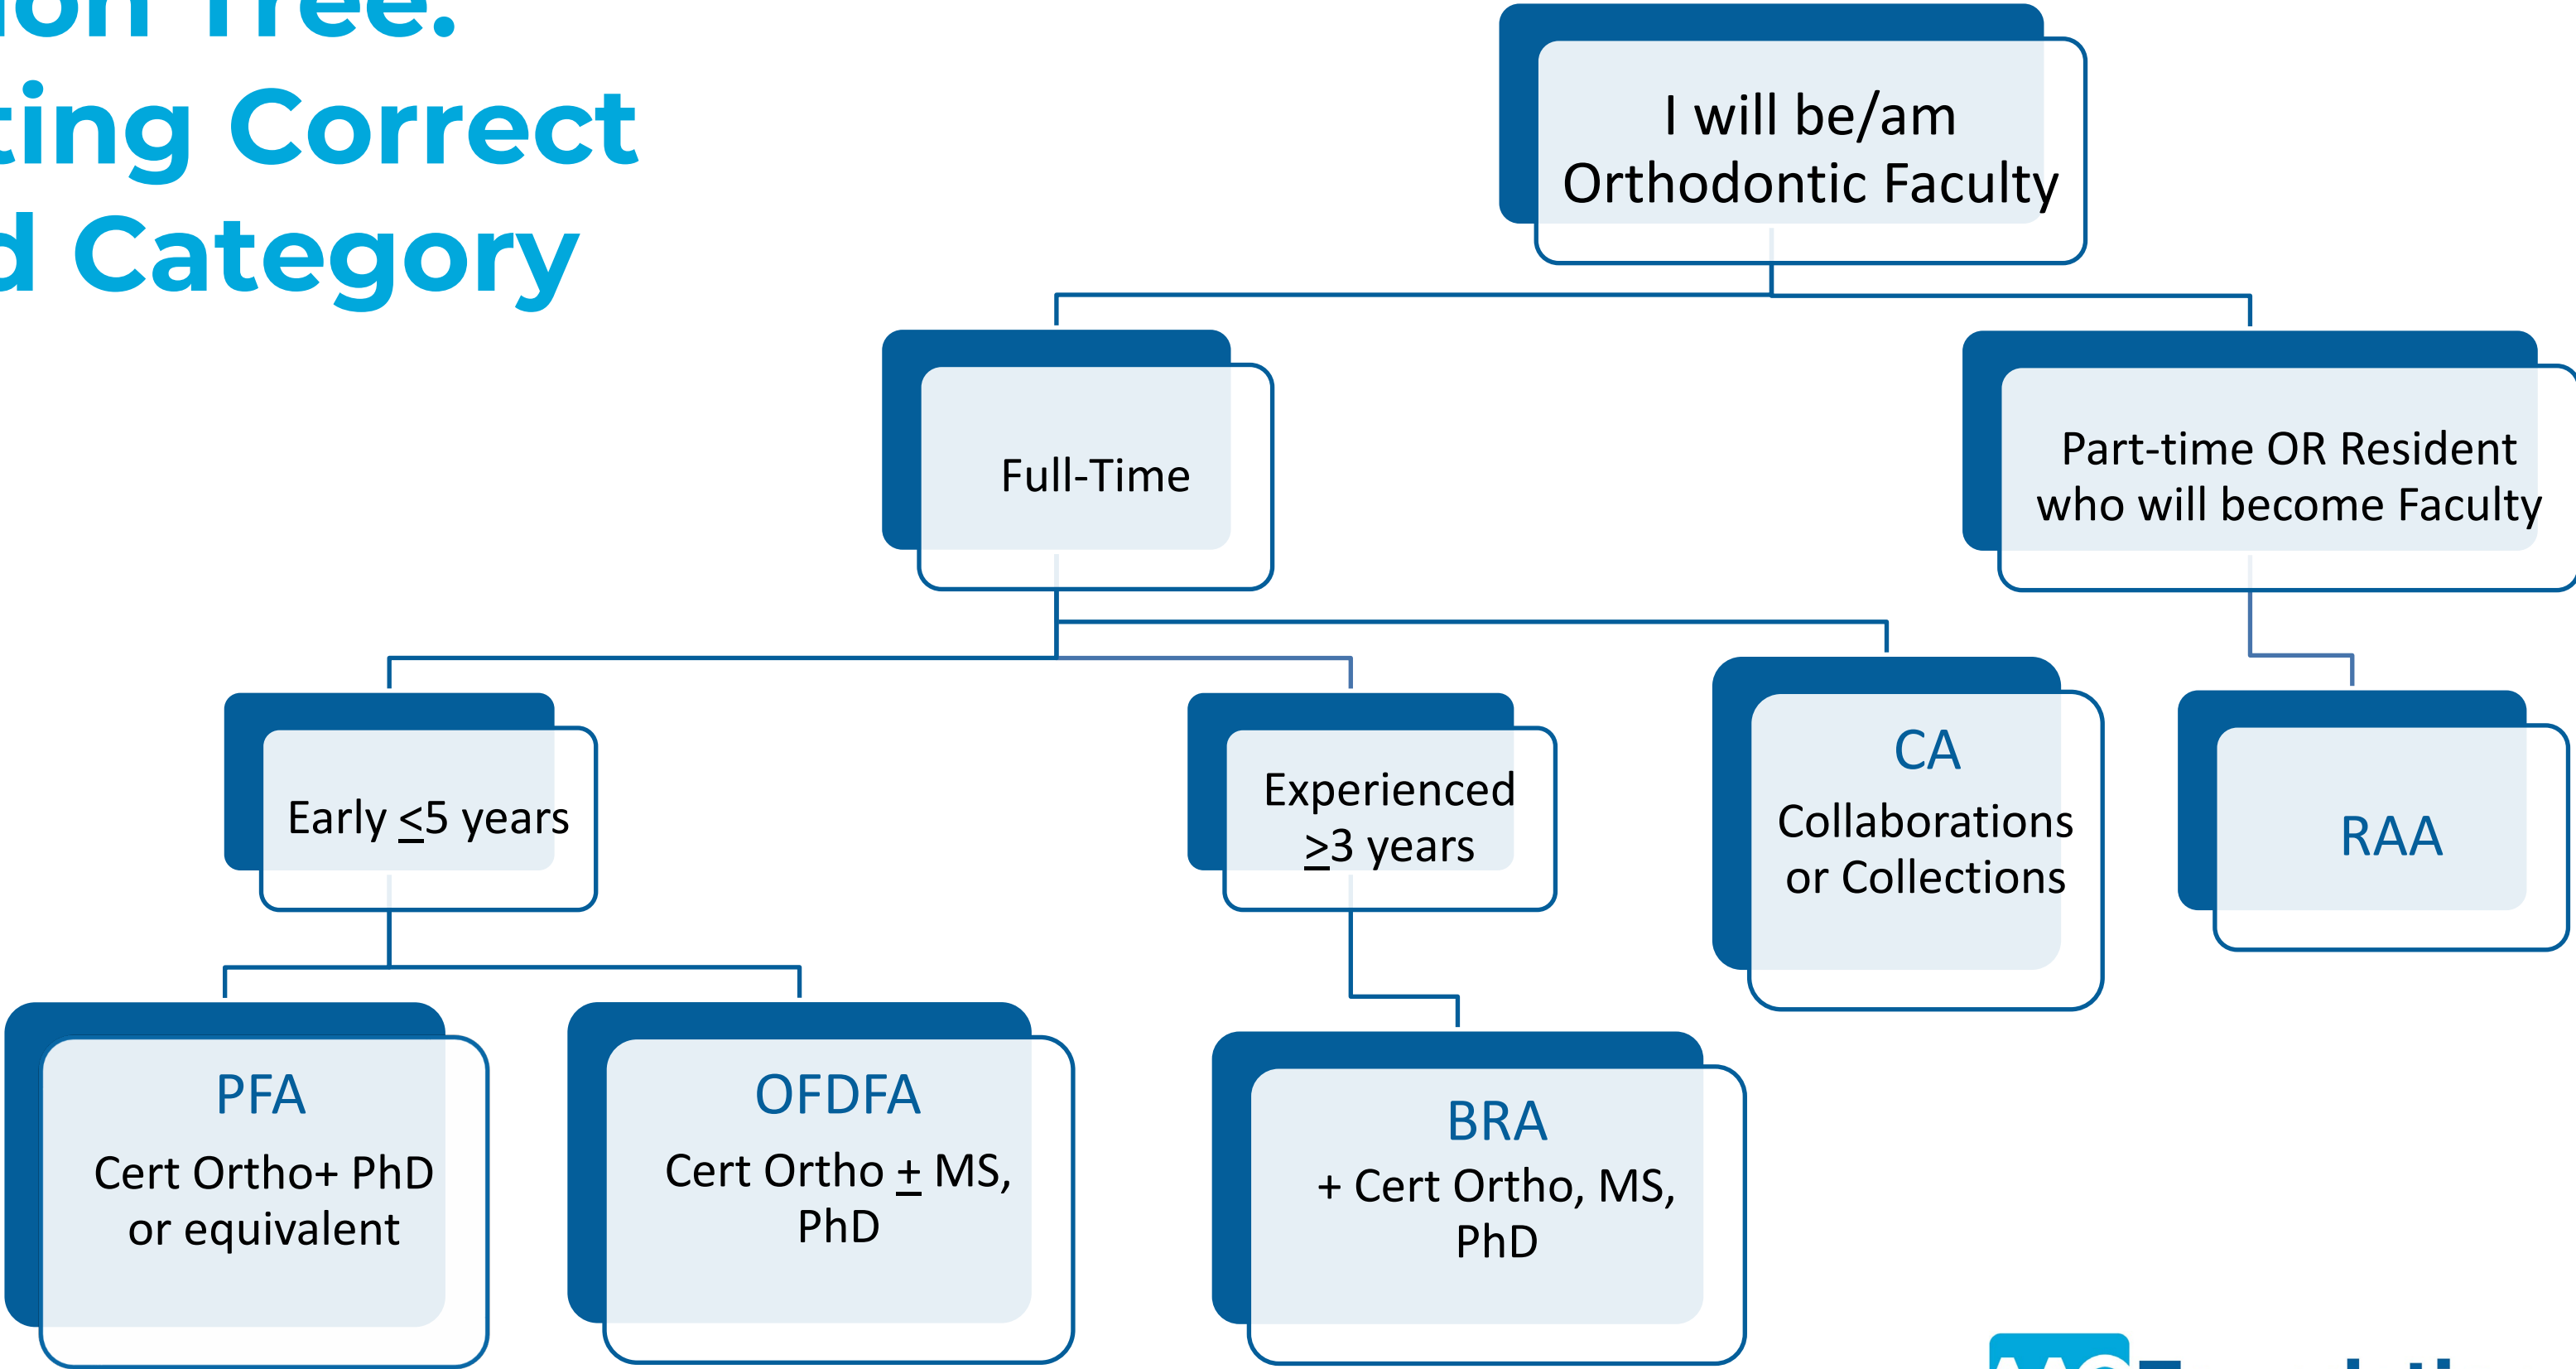 Tree:
Correct
Category
I will be/am
Orthodontic Faculty
Full-Time
Part-time OR Resident
who will become Faculty
Early ≤5 years
Experienced
≥3 years
CA
Collaborations
or Collections
RAA
PFA
Cert Ortho+ PhD
or equivalent
OFDFA
Cert Ortho ± MS,
PhD
BRA
+ Cert Ortho, MS,
PhD